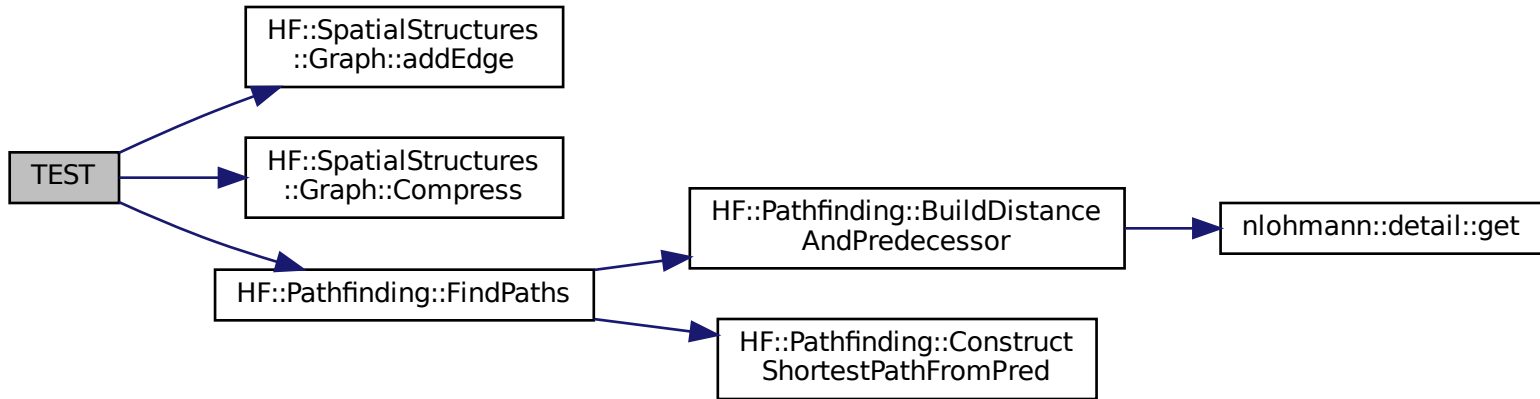 HF::SpatialStructures
::Graph::addEdge
TEST
HF::SpatialStructures
::Graph::Compress
HF::Pathfinding::FindPaths
HF::Pathfinding::BuildDistance
AndPredecessor
nlohmann::detail::get
HF::Pathfinding::Construct
ShortestPathFromPred